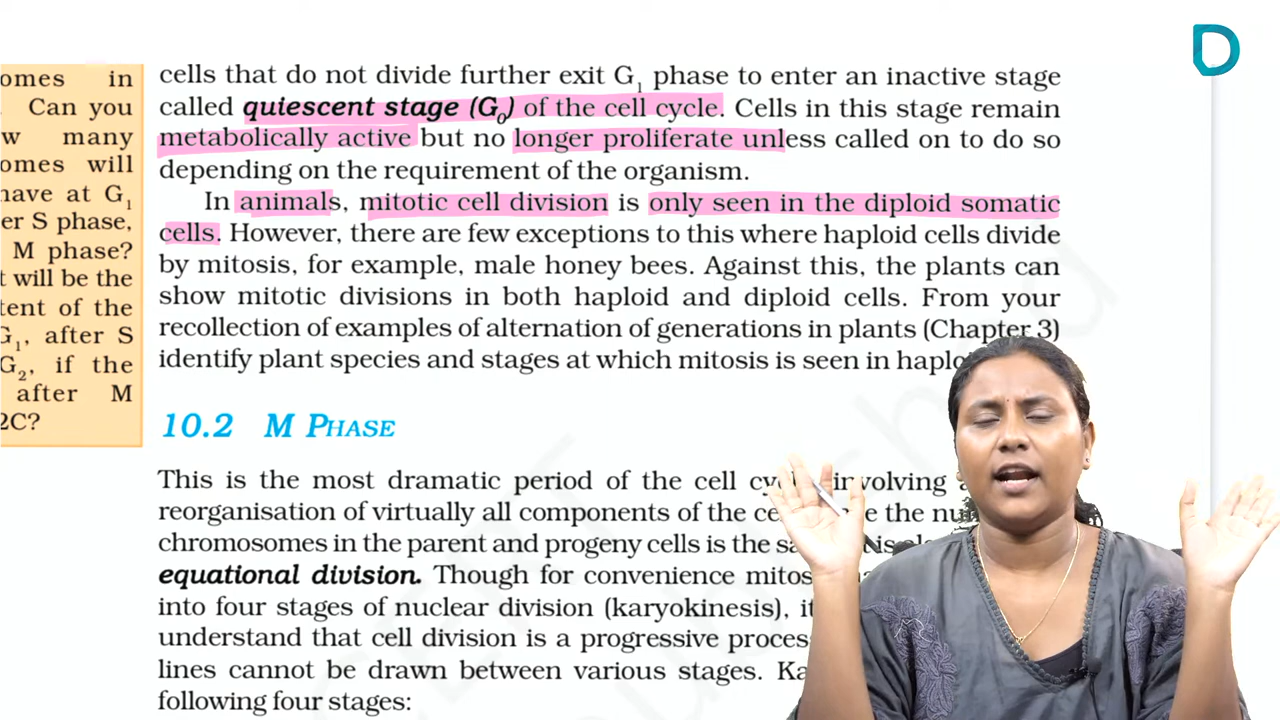 D
omes in
Can you
w many
omes will
have at G1
er S phase,
M phase?
t will be the
tent of the
G1, after S
G2, if the
after M
2C?
cells that do not divide further exit G1 phase to enter an inactive stage
called quiescent stage (G0) of the cell cycle. Cells in this stage remain
metabolically active but no longer proliferate unless called on to do so
depending on the requirement of the organism.
In animals, mitotic cell division is only seen in the diploid somatic
cells. However, there are few exceptions to this where haploid cells divide
by mitosis, for example, male honey bees. Against this, the plants can
show mitotic divisions in both haploid and diploid cells. From your
recollection of examples of alternation of generations in plants (Chapter 3)
identify plant species and stages at which mitosis is seen in haplo
10.2 M PHASE
This is the most dramatic period of the cell cy involving a
reorganisation of virtually all components of the ce e the nu
chromosomes in the parent and progeny cells is the sa is
equational division. Though for convenience mitos
into four stages of nuclear division (karyokinesis), it
understand that cell division is a progressive proces
lines cannot be drawn between various stages. Ka
following four stages: